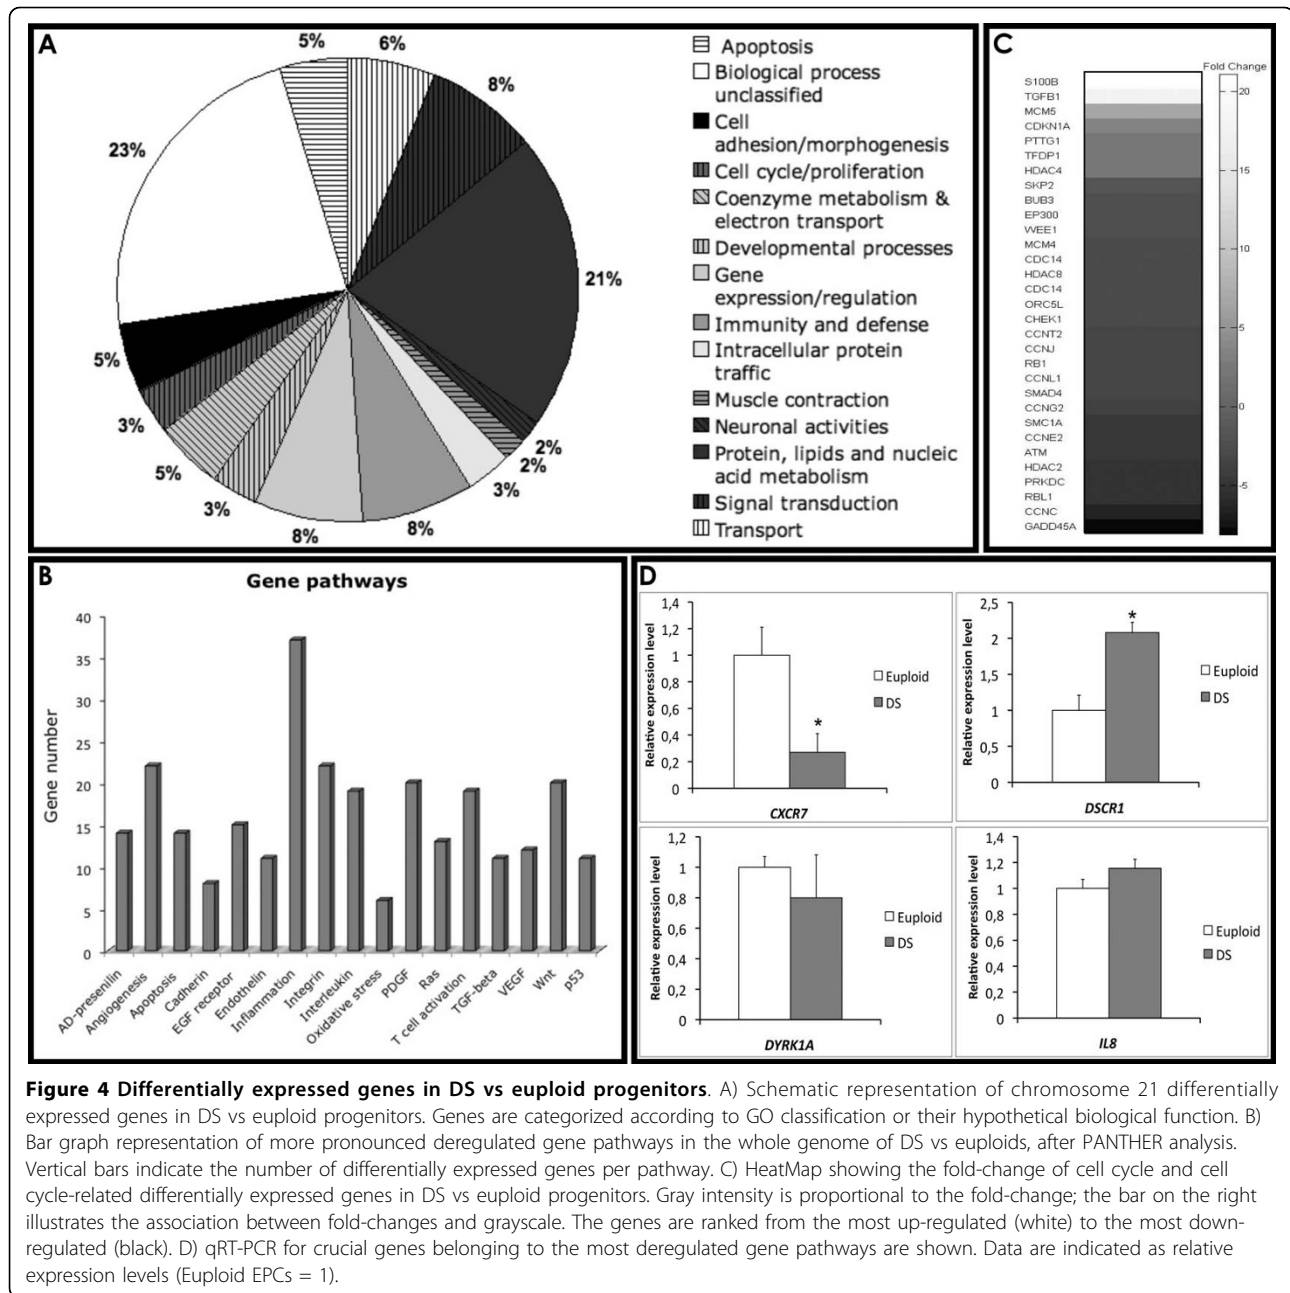 A
5%
6%
8%
23%
21%
5%
3%
5%
3%
8%
8%
3%
2%
2%
Apoptosis
Biological process
unclassified
Cell
adhesion/morphogenesis
Cell cycle/proliferation
Coenzyme metabolism &
electron transport
Developmental processes
Gene
expression/regulation
Immunity and defense
Intracellular protein
traffic
Muscle contraction
Neuronal activities
Protein, lipids and nucleic
acid metabolism
Signal transduction
Transport
C
Fold Change
S100B
TGFB1
MCM5
CDKN1A
PTTG1
TFDP1
HDAC4
SKP2
BUB3
EP300
WEE1
MCM4
CDC14
HDAC8
CDC14
ORC5L
CHEK1
CCNT2
CCNJ
RB1
CCNL1
SMAD4
CCNG2
SMC1A
CCNE2
ATM
HDAC2
PRKDC
RBL1
CCNC
GADD45A
20
15
10
5
0
-5
B
Gene pathways
Gene number
40
35
30
25
20
15
10
5
0
AD-presenilin
Angiogenesis
Apoptosis
Cadherin
EGF receptor
Endothelin
Inflammation
Integrin
Interleukin
Oxidative stress
PDGF
Ras
T cell activation
TGF-beta
VEGF
Wnt
p53
D
Relative expression level
1,4
1,2
1
0,8
0,6
0,4
0,2
0
*
Euploid
DS
CXCR7
Relative expression level
2,5
2
1,5
1
0,5
0
*
Euploid
DS
DSCR1
Relative expression level
1,2
1
0,8
0,6
0,4
0,2
0
Euploid
DS
DYRK1A
Relative expression level
1,4
1,2
1
0,8
0,6
0,4
0,2
0
Euploid
DS
IL8
Figure 4 Differentially expressed genes in DS vs euploid progenitors. A) Schematic representation of chromosome 21 differentially
expressed genes in DS vs euploid progenitors. Genes are categorized according to GO classification or their hypothetical biological function. B)
Bar graph representation of more pronounced deregulated gene pathways in the whole genome of DS vs euploids, after PANTHER analysis.
Vertical bars indicate the number of differentially expressed genes per pathway. C) HeatMap showing the fold-change of cell cycle and cell
cycle-related differentially expressed genes in DS vs euploid progenitors. Gray intensity is proportional to the fold-change; the bar on the right
illustrates the association between fold-changes and grayscale. The genes are ranked from the most up-regulated (white) to the most down-
regulated (black). D) qRT-PCR for crucial genes belonging to the most deregulated gene pathways are shown. Data are indicated as relative
expression levels (Euploid EPCs = 1).